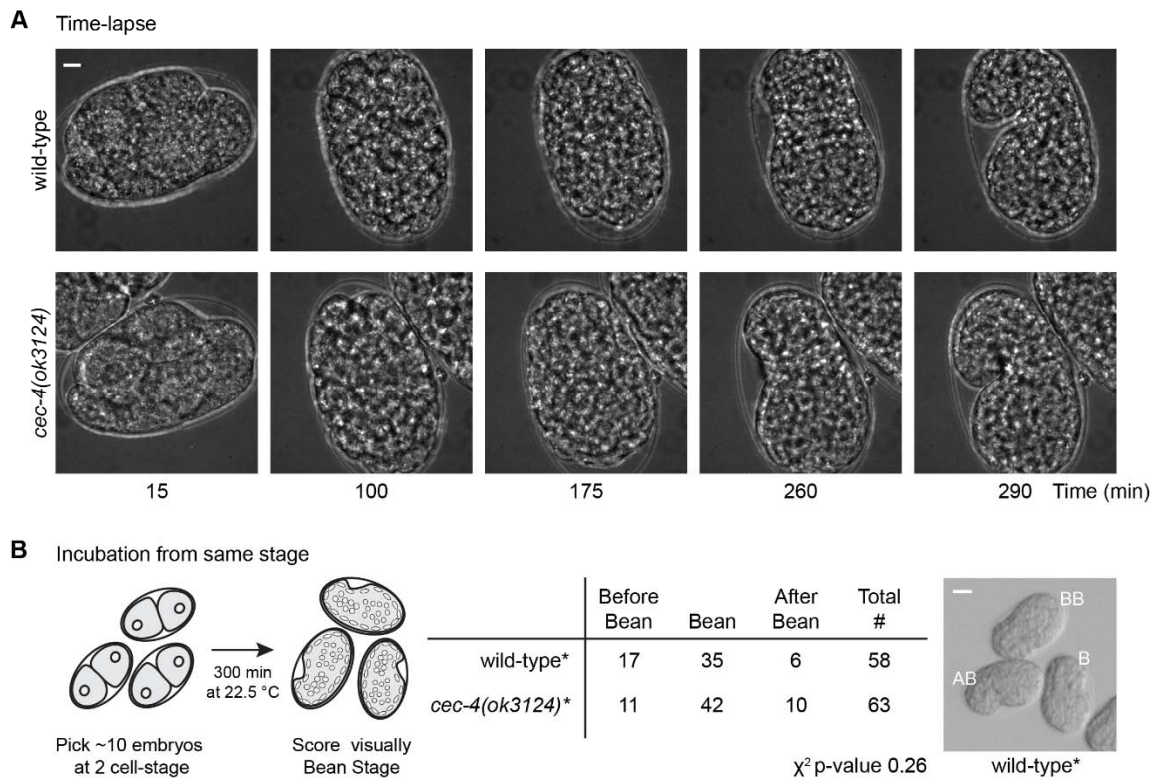 A Time-lapse
wild-type
cec-4(ok3124)
15 100 175 260 290 Time (min)
B Incubation from same stage
300 min
at 22.5 °C
Pick ~10 embryos
at 2 cell-stage
Score visually
Bean Stage
Before Bean Bean After Bean Total #
wild-type* 17 35 6 58
cec-4(ok3124)* 11 42 10 63
χ² p-value 0.26
BB
B
AB
wild-type*